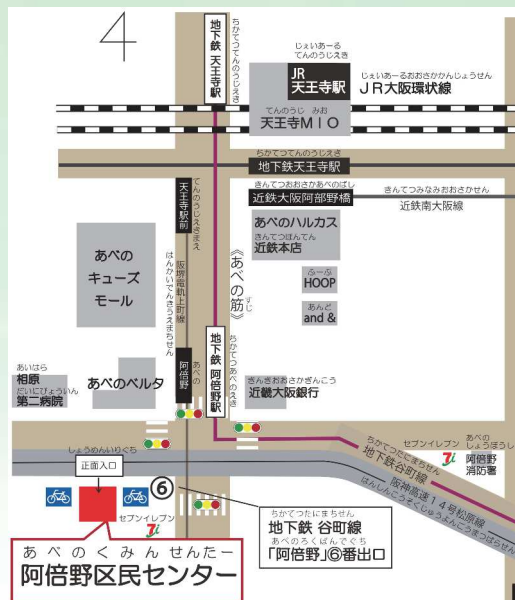 ちかてつてんのうじえき
地下鉄 天王寺駅
じぇいあーる
てんのうじえき
JR
天王寺駅
じぇいあーるおおさかかんじょうせん
JR大阪環状線
てんのうじ みお
天王寺MIO
ちかてつてんのうじえき
地下鉄天王寺駅
てんのうじえきまえ
天王寺駅前
きんてつおおさかあべのばし
近鉄大阪阿部野橋
きんてつみなみおおさかせん
近鉄南大阪線
あべのハルカス
きんてつほんてん
近鉄本店
ふーぷ
HOOP
あんど
and &
あべの
キューズ
モール
はんかいでんきうえまちせん
阪堺電軌上町線
《あべの筋》
すじ
ちかてつあべのえき
地下鉄 阿倍野駅
あべの
阿倍野
あいはら
相原
だいにびょういん
第二病院
あべのベルタ
きんきおおさかぎんこう
近畿大阪銀行
しょうめんいりぐち
正面入口
⑥
セブンイレブン
ちかてつたにまちせん
地下鉄谷町線
セブンイレブン
あべの
しょうぼうしょ
阿倍野
消防署
阪神高速14号松原線
はんしんこうそくじゅうよんごうまつばらせん
ちかてつたにまちせん
地下鉄 谷町線
あべのろくばんでぐち
「阿倍野」⑥番出口
あべのくみんせんたー
阿倍野区民センター